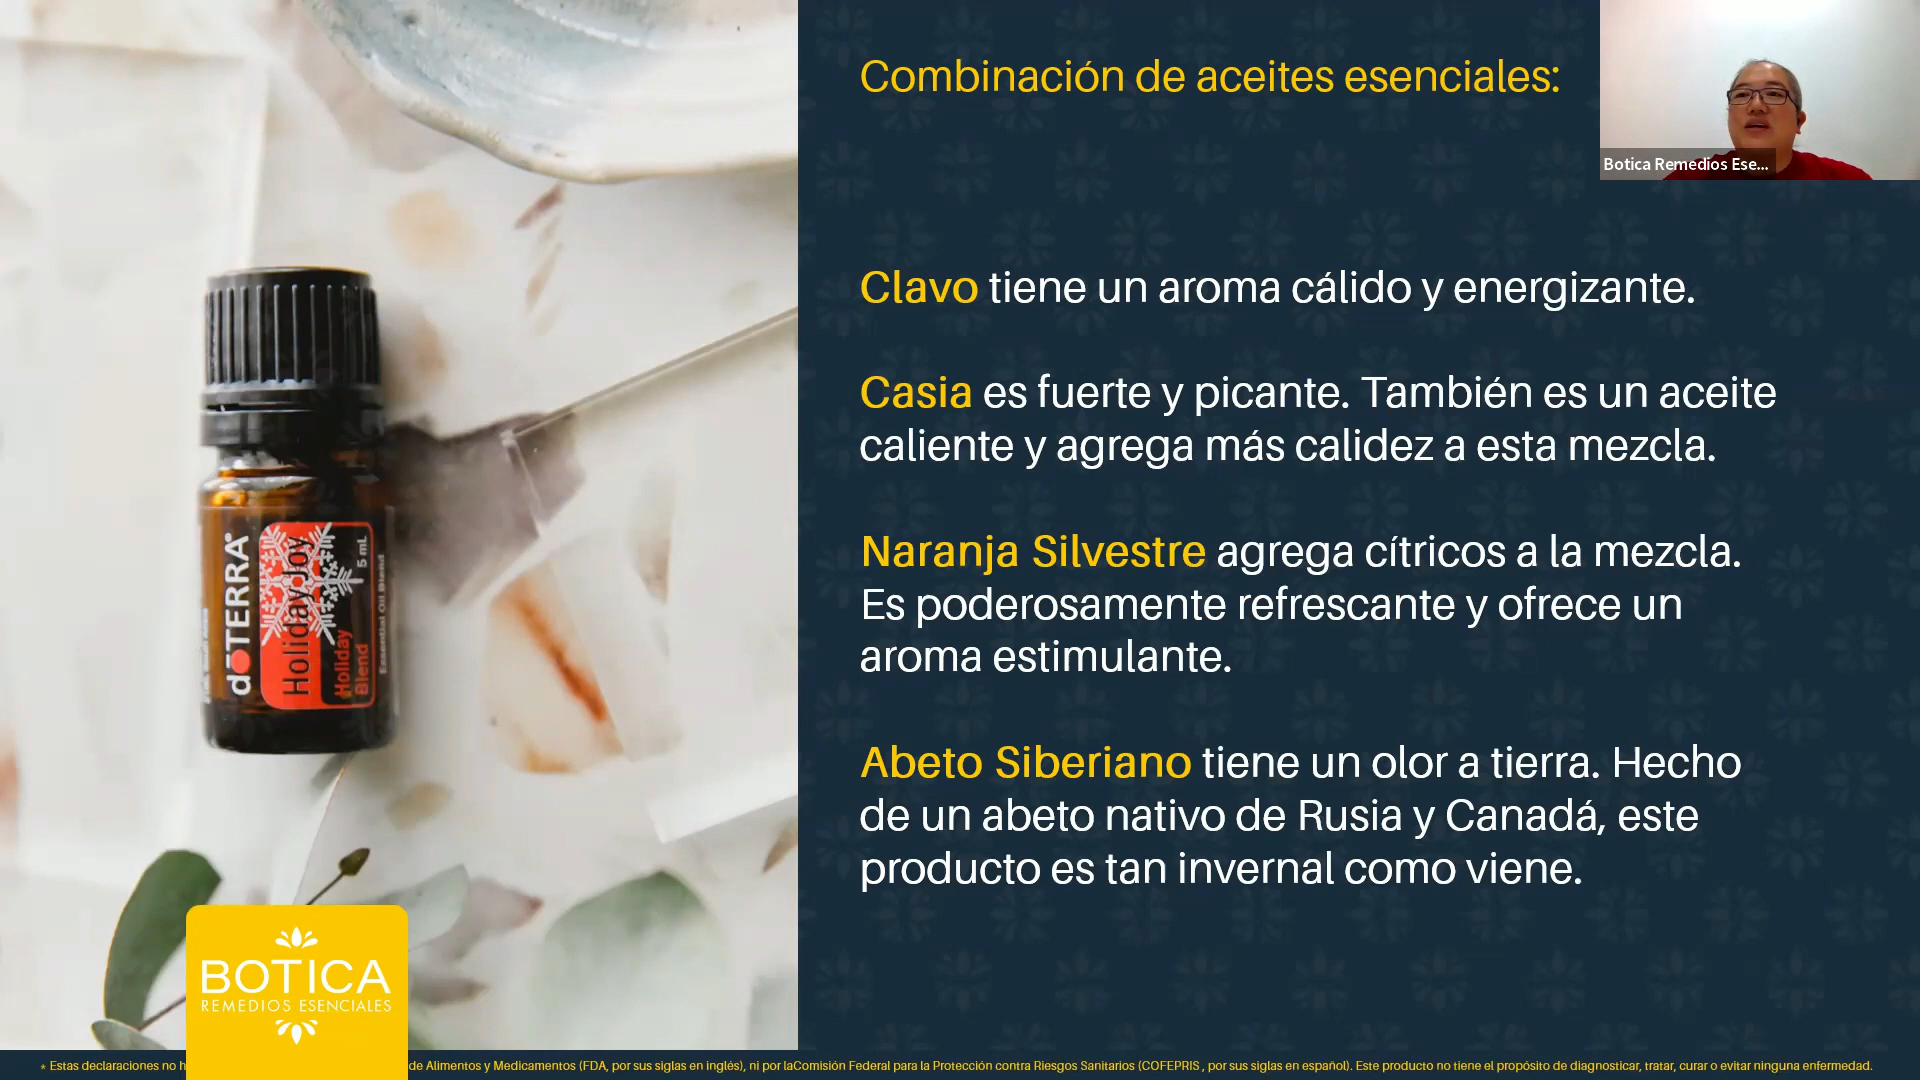 Combinación de aceites esenciales:
Botica Remedios Ese...
Clavo tiene un aroma cálido y energizante.
Casia es fuerte y picante. También es un aceite
caliente y agrega más calidez a esta mezcla.
Naranja Silvestre agrega cítricos a la mezcla.
Es poderosamente refrescante y ofrece un
aroma estimulante.
Abeto Siberiano tiene un olor a tierra. Hecho
de un abeto nativo de Rusia y Canadá, este
producto es tan invernal como viene.
dōTERRA®
HolidayJoy
Holiday
Blend
5 mL
Essential Oil Blend
BOTICA
REMEDIOS ESENCIALES
* Estas declaraciones no h
de Alimentos y Medicamentos (FDA, por sus siglas en inglés), ni por laComisión Federal para la Protección contra Riesgos Sanitarios (COFEPRIS , por sus siglas en español). Este producto no tiene el propósito de diagnosticar, tratar, curar o evitar ninguna enfermedad.